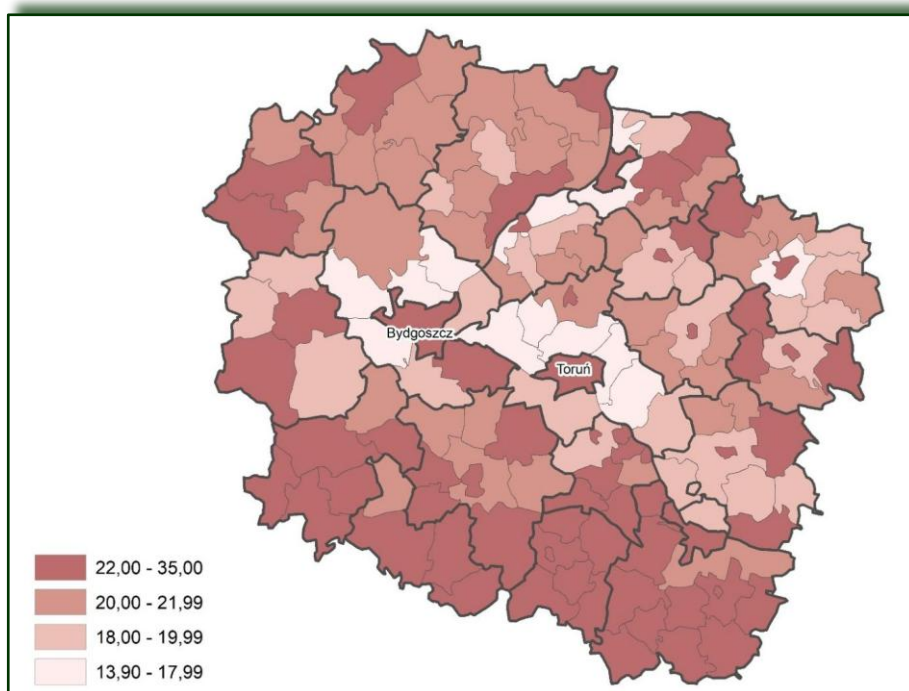 Bydgoszcz
Toruń
22,00 - 35,00
20,00 - 21,99
18,00 - 19,99
13,90 - 17,99